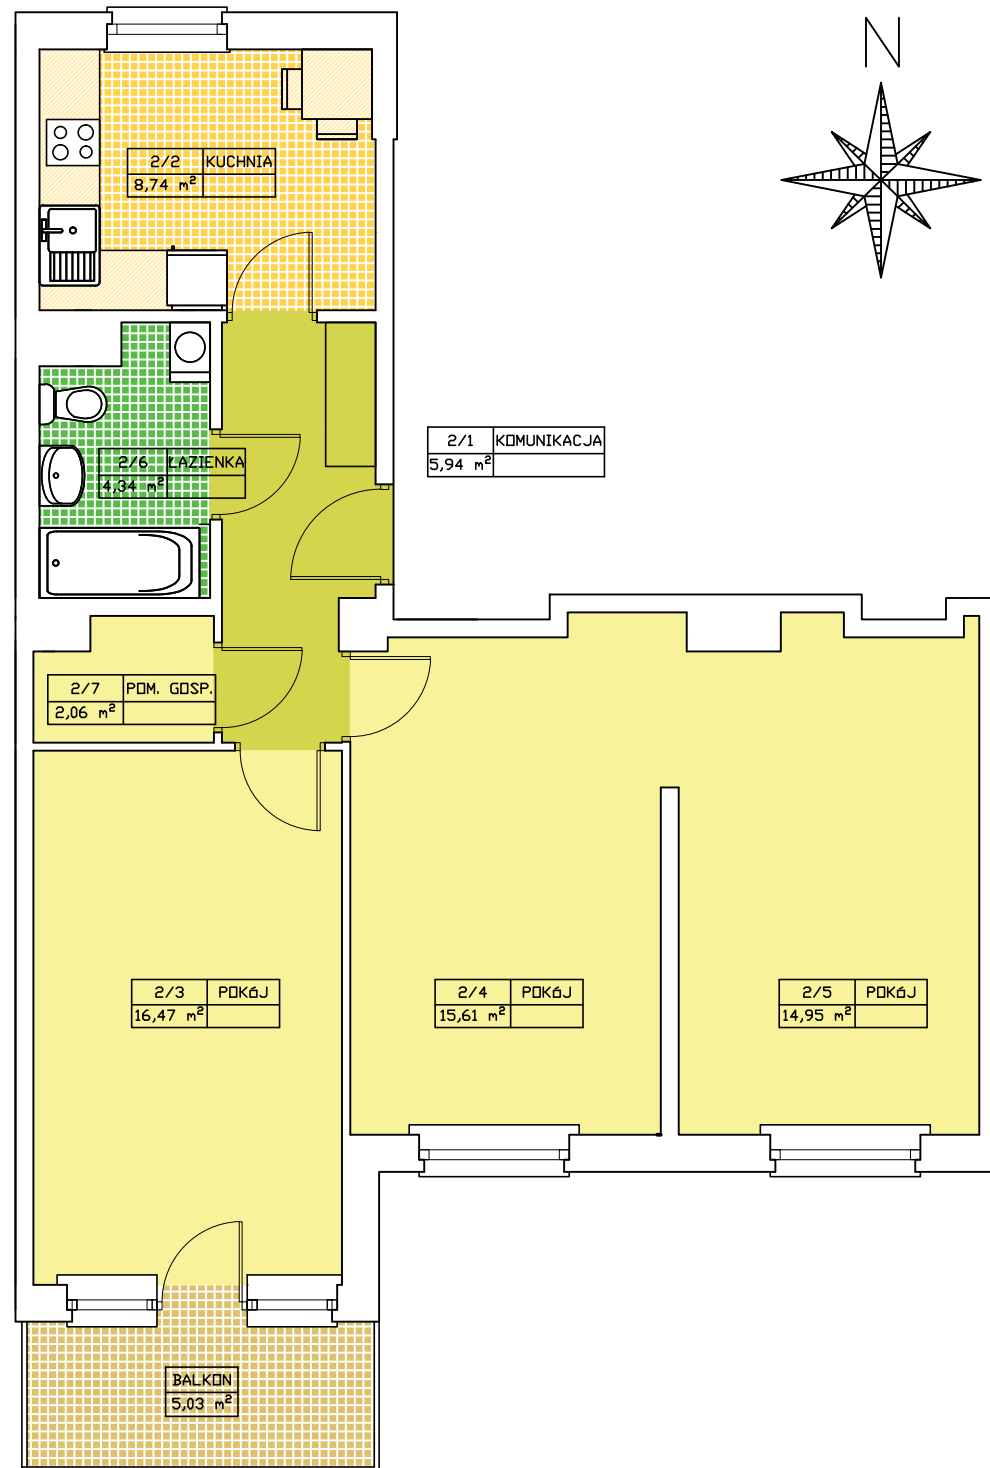 N
2/2 KUCHNIA
8,74 m²
2/1 KOMUNIKACJA
5,94 m²
2/6 ŁAZIENKA
4,34 m²
2/7 POM. GOSP.
2,06 m²
2/3 POKóJ
16,47 m²
2/4 POKóJ
15,61 m²
2/5 POKóJ
14,95 m²
BALKON
5,03 m²